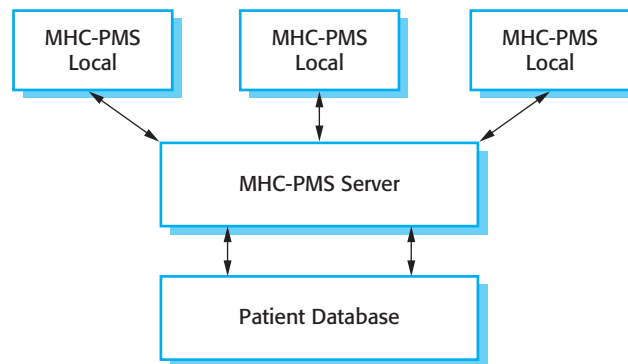 MHC-PMS
Local
MHC-PMS
Local
MHC-PMS
Local
MHC-PMS Server
Patient Database